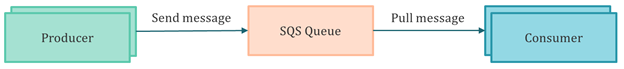 Producer
Send message
SQS Queue
Pull message
Consumer